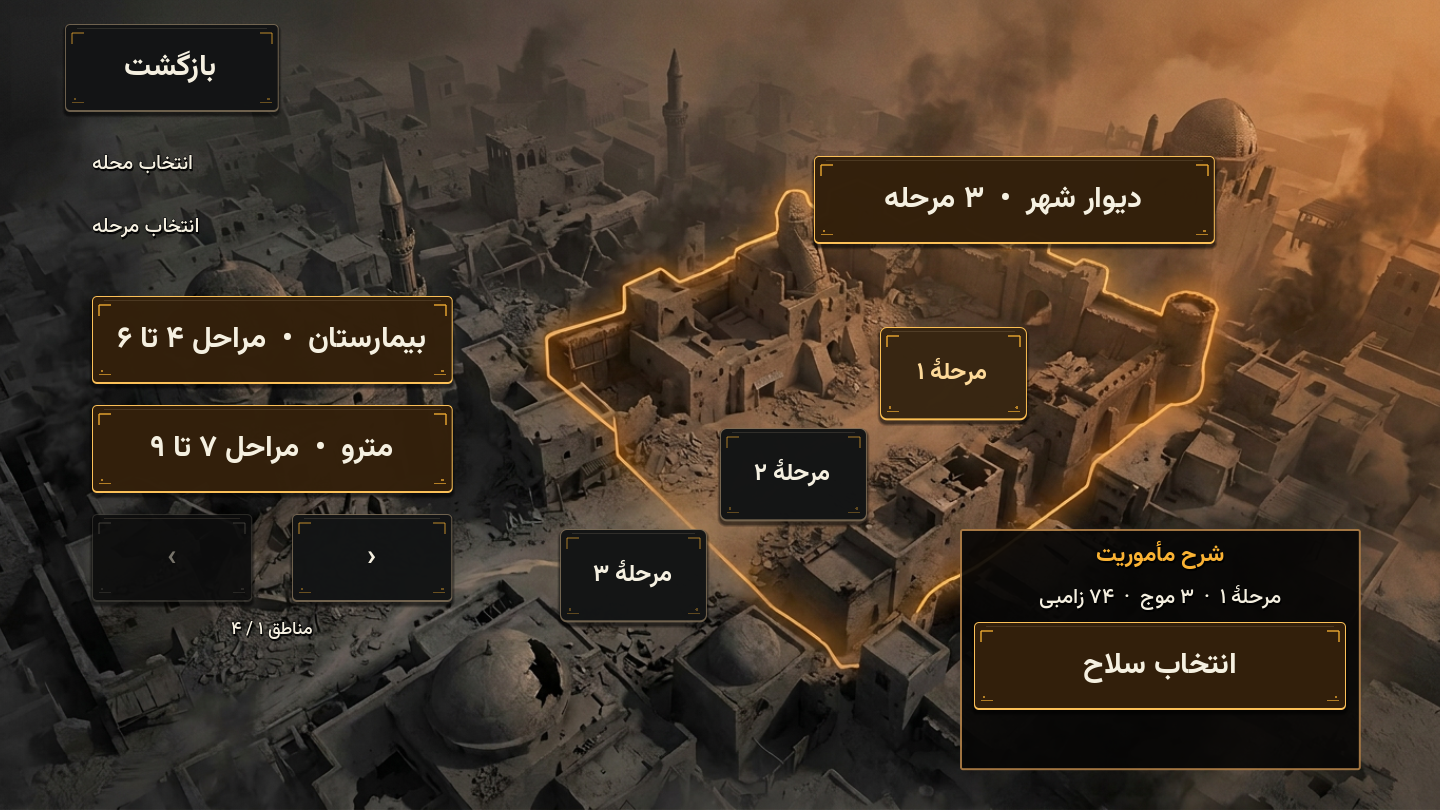 بازگشت
انتخاب محله
انتخاب مرحله
دیوار شهر • ۳ مرحله
بیمارستان • مراحل ۴ تا ۶
مترو • مراحل ۷ تا ۹
‹ ›
مناطق ۱ / ۴
مرحلهٔ ۱
مرحلهٔ ۲
مرحلهٔ ۳
شرح مأموریت
مرحلهٔ ۱ · ۳ موج · ۷۴ زامبی
انتخاب سلاح